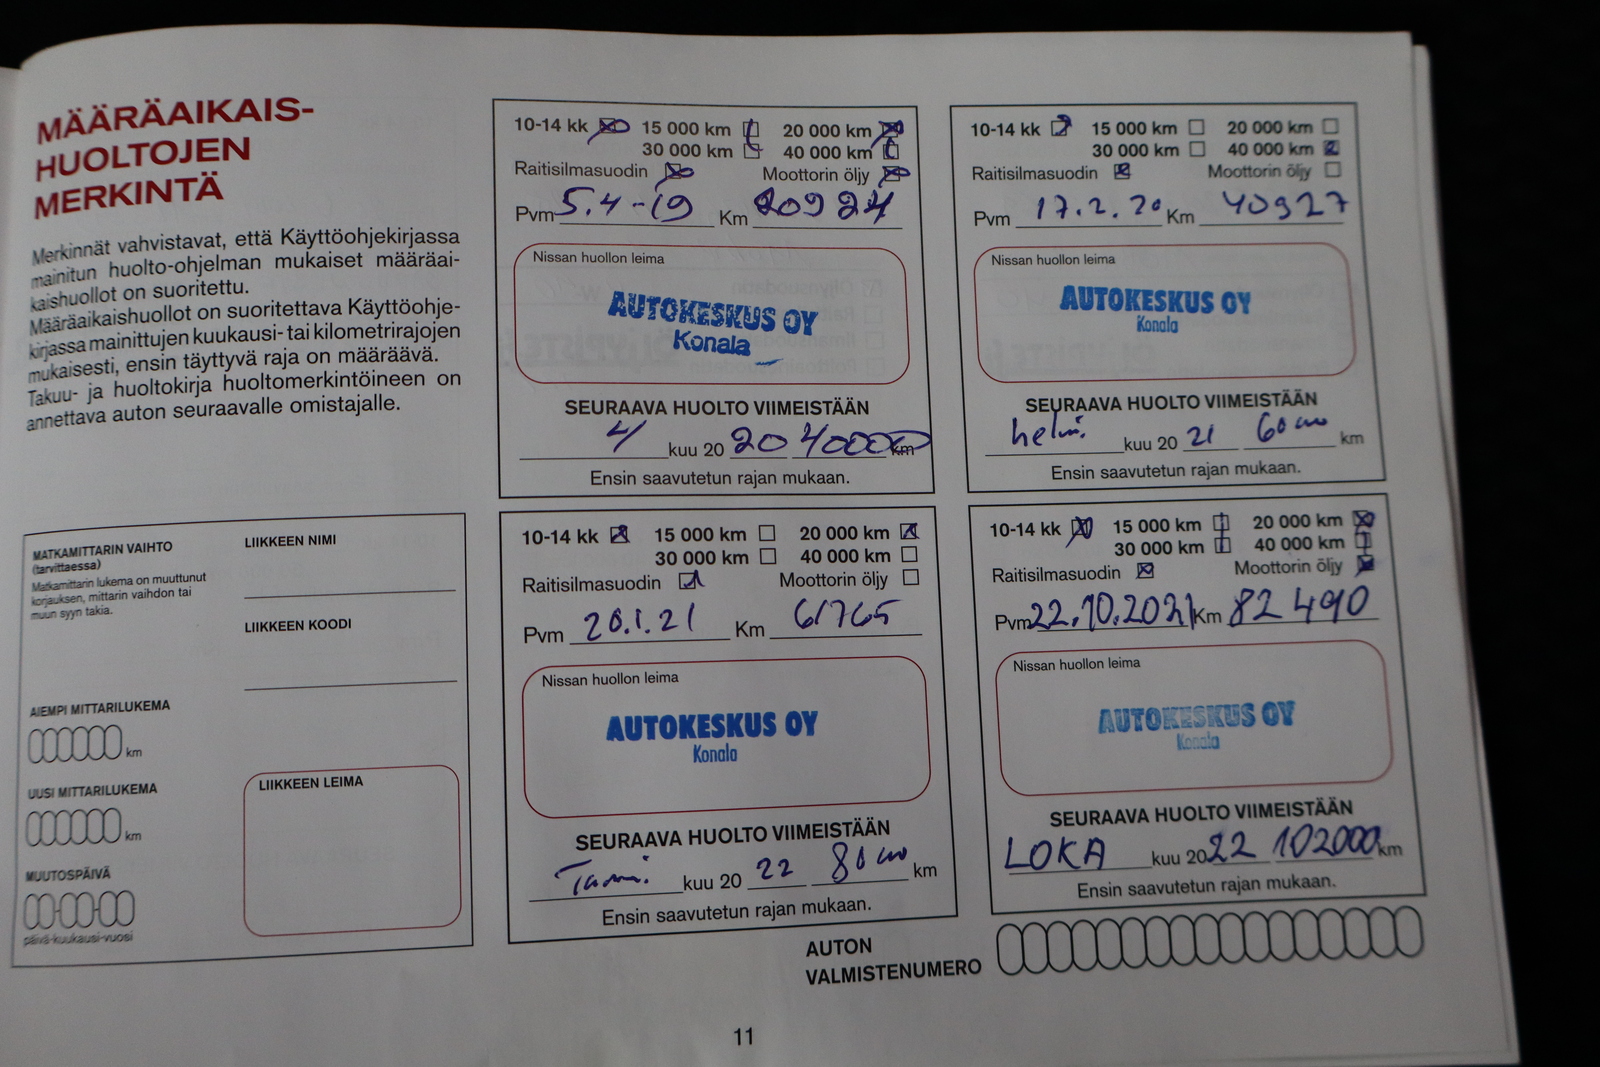 MÄÄRÄAIKAIS-
HUOLTOJEN
MERKINTÄ
Merkinnät vahvistavat, että Käyttöohjekirjassa
mainitun huolto-ohjelman mukaiset määräai-
kaishuollot on suoritettu.
Määräaikaishuollot on suoritettava Käyttöohje-
kirjassa mainittujen kuukausi- tai kilometrirajojen
mukaisesti, ensin täyttyvä raja on määräävä.
Takuu- ja huoltokirja huoltomerkintöineen on
annettava auton seuraavalle omistajalle.
MATKAMITTARIN VAIHTO
(tarvittaessa)
Matkamittarin lukema on muuttunut
korjauksen, mittarin vaihdon tai
muun syyn takia.
LIIKKEEN NIMI
LIIKKEEN KOODI
AIEMPI MITTARILUKEMA
km
UUSI MITTARILUKEMA
km
MUUTOSPÄIVÄ
päivä-kuukausi-vuosi
LIIKKEEN LEIMA
10-14 kk 15 000 km 20 000 km
30 000 km 40 000 km
Raitisilmasuodin Moottorin öljy
Pvm 5.4-19 Km 20924
Nissan huollon leima
AUTOKESKUS OY
Konala
SEURAAVA HUOLTO VIIMEISTÄÄN
4 kuu 20 20 40000 km
Ensin saavutetun rajan mukaan.
10-14 kk 15 000 km 20 000 km
30 000 km 40 000 km
Raitisilmasuodin Moottorin öljy
Pvm 17.2.20 Km 40927
Nissan huollon leima
AUTOKESKUS OY
Konala
SEURAAVA HUOLTO VIIMEISTÄÄN
helmi. kuu 20 21 60 km
Ensin saavutetun rajan mukaan.
10-14 kk 15 000 km 20 000 km
30 000 km 40 000 km
Raitisilmasuodin Moottorin öljy
Pvm 20.1.21 Km 61765
Nissan huollon leima
AUTOKESKUS OY
Konala
SEURAAVA HUOLTO VIIMEISTÄÄN
Tammi. kuu 20 22 80 km
Ensin saavutetun rajan mukaan.
10-14 kk 15 000 km 20 000 km
30 000 km 40 000 km
Raitisilmasuodin Moottorin öljy
Pvm 22.10.2021 Km 82490
Nissan huollon leima
AUTOKESKUS OY
Konala
SEURAAVA HUOLTO VIIMEISTÄÄN
LOKA kuu 20 22 102000 km
Ensin saavutetun rajan mukaan.
AUTON
VALMISTENUMERO
11